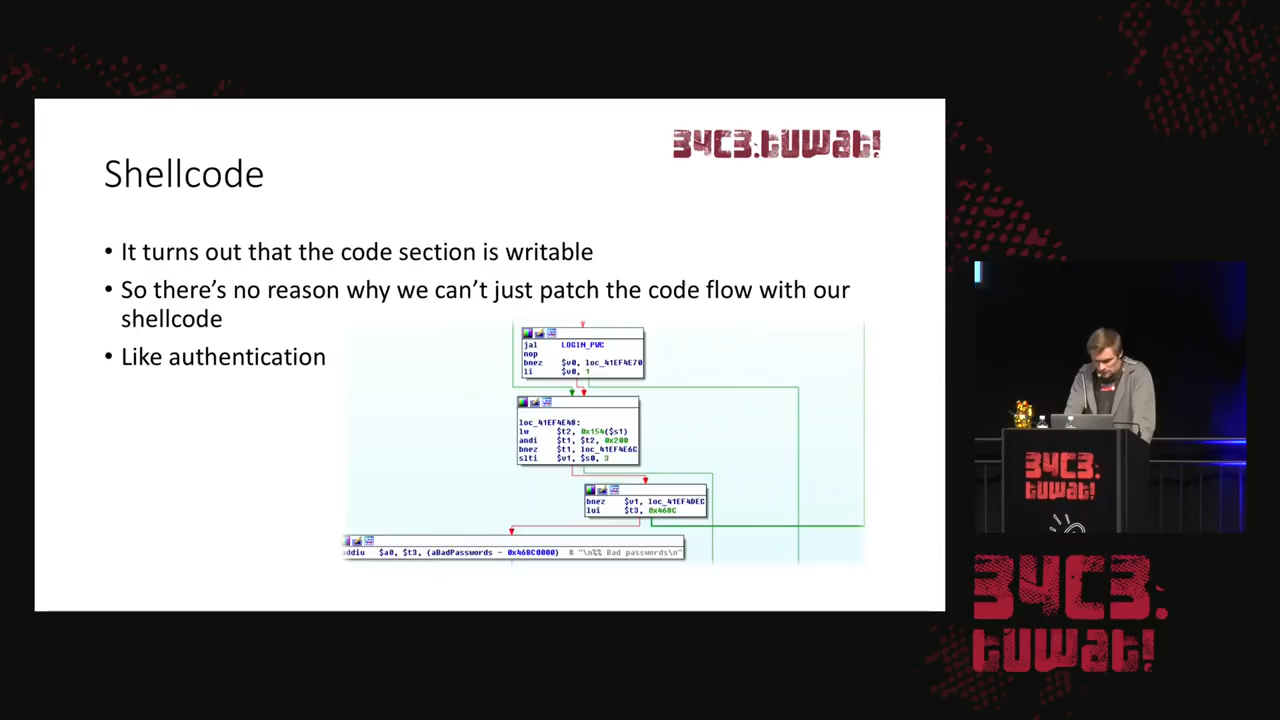 34C3.tuwat!
Shellcode
• It turns out that the code section is writable
• So there's no reason why we can't just patch the code flow with our
shellcode
• Like authentication
jal LOGIN_PWC
nop
bnez $v0, loc_41EF4E70
li $v0, 1
loc_41EF4E48:
lw $t2, 0x154($s1)
andi $t1, $t2, 0x200
bnez $t1, loc_41EF4E6C
slti $v1, $s0, 3
bnez $v1, loc_41EF4DEC
lui $t3, 0x468C
addiu $a0, $t3, (aBadPasswords - 0x468C0000) # "\n%% Bad passwords\n"
34C3.
tuwat!
34C3.
tuwat!